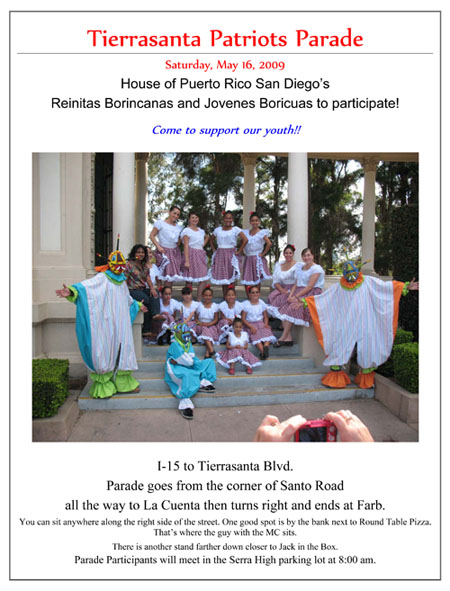 Tierrasanta Patriots Parade
Saturday, May 16, 2009
House of Puerto Rico San Diego's
Reinitas Borincanas and Jovenes Boricuas to participate!
Come to support our youth!!
I-15 to Tierrasanta Blvd.
Parade goes from the corner of Santo Road
all the way to La Cuenta then turns right and ends at Farb.
You can sit anywhere along the right side of the street. One good spot is by the bank next to Round Table Pizza.
That's where the guy with the MC sits.
There is another stand farther down closer to Jack in the Box.
Parade Participants will meet in the Serra High parking lot at 8:00 am.